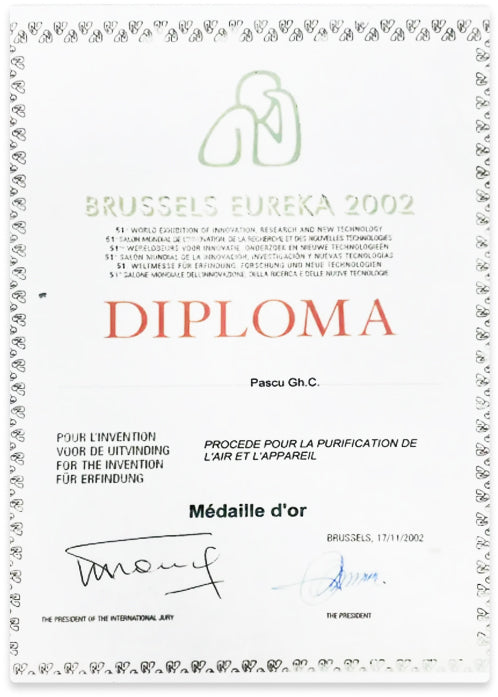 BRUSSELS EUREKA 2002
51e WORLD EXHIBITION OF INNOVATION, RESEARCH AND NEW TECHNOLOGY
51e SALON MONDIAL DE L'INNOVATION, DE LA RECHERCHE ET DES NOUVELLES TECHNOLOGIES
51e WERELDBEURS VOOR INNOVATIE, ONDERZOEK EN NIEUWE TECHNOLOGIEËN
51° SALON MUNDIAL DE LA INNOVACION, INVESTIGACIÓN Y NUEVAS TECNOLOGIAS
51. WELTMESSE FÜR ERFINDUNG, FORSCHUNG UND NEUE TECHNOLOGIEN
51° SALONE MONDIALE DELL'INNOVAZIONE, DELLA RICERCA E DELLE NUOVE TECNOLOGIE
DIPLOMA
Pascu Gh.C.
POUR L'INVENTION
VOOR DE UITVINDING
FOR THE INVENTION
FÜR ERFINDUNG
PROCEDE POUR LA PURIFICATION DE
L'AIR ET L'APPAREIL
Médaille d'or
BRUSSELS, 17/11/2002
THE PRESIDENT OF THE INTERNATIONAL JURY
THE PRESIDENT